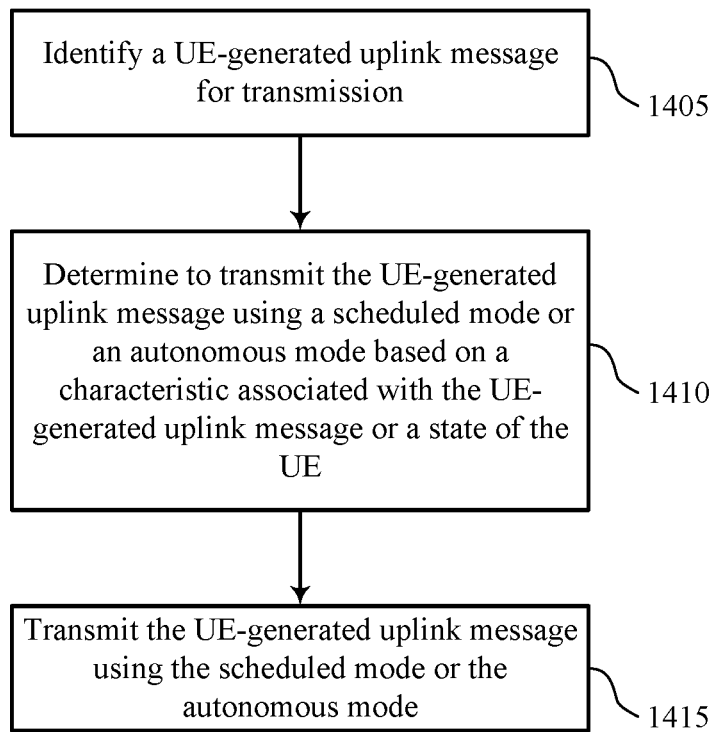 Identify a UE-generated uplink message
for transmission
1405
Determine to transmit the UE-generated
uplink message using a scheduled mode or
an autonomous mode based on a
characteristic associated with the UE-
generated uplink message or a state of the
UE
1410
Transmit the UE-generated uplink message
using the scheduled mode or the
autonomous mode
1415